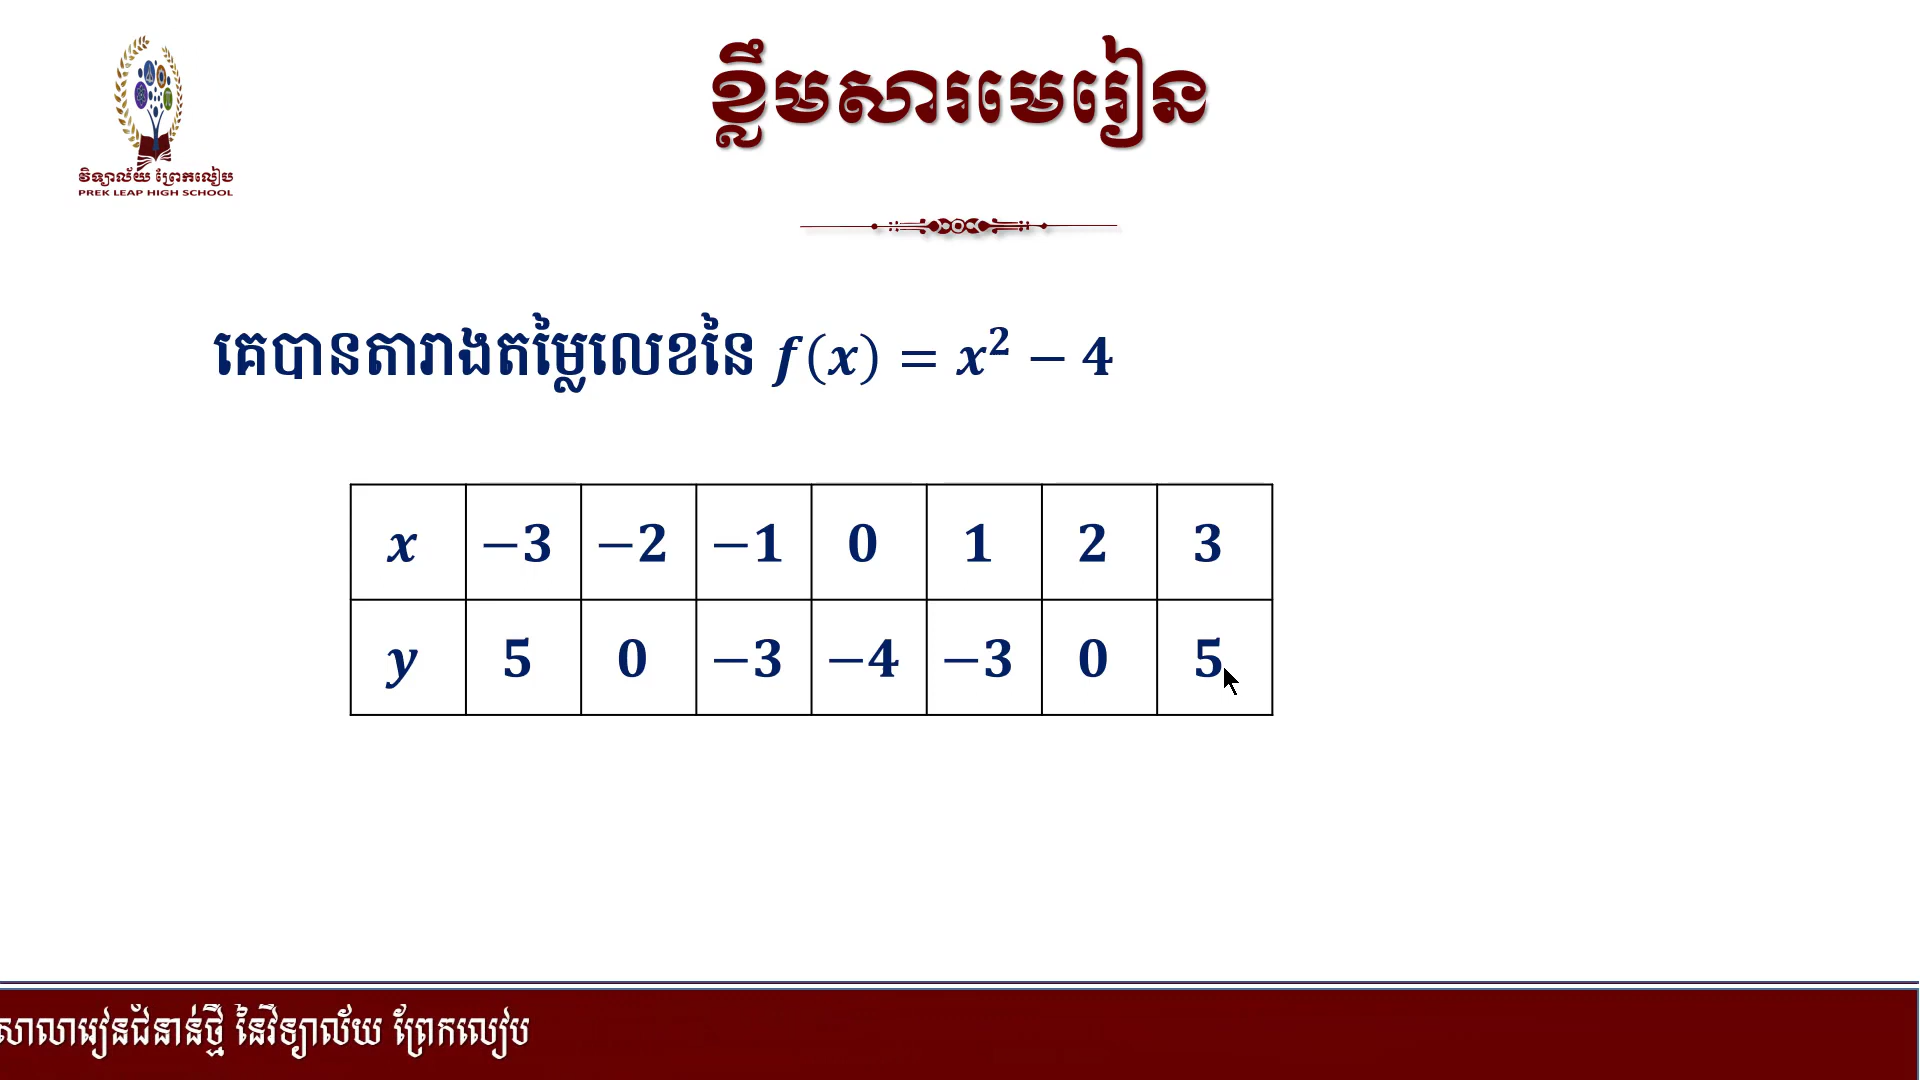 ខ្លឹមសារមេរៀន
វិទ្យាល័យ ព្រែកលៀប
PREK LEAP HIGH SCHOOL
គេបានតារាងតម្លៃលេខនៃ f(x) = x² − 4
x −3 −2 −1 0 1 2 3
y 5 0 −3 −4 −3 0 5
សាលារៀនជំនាន់ថ្មី នៃវិទ្យាល័យ ព្រែកលៀប